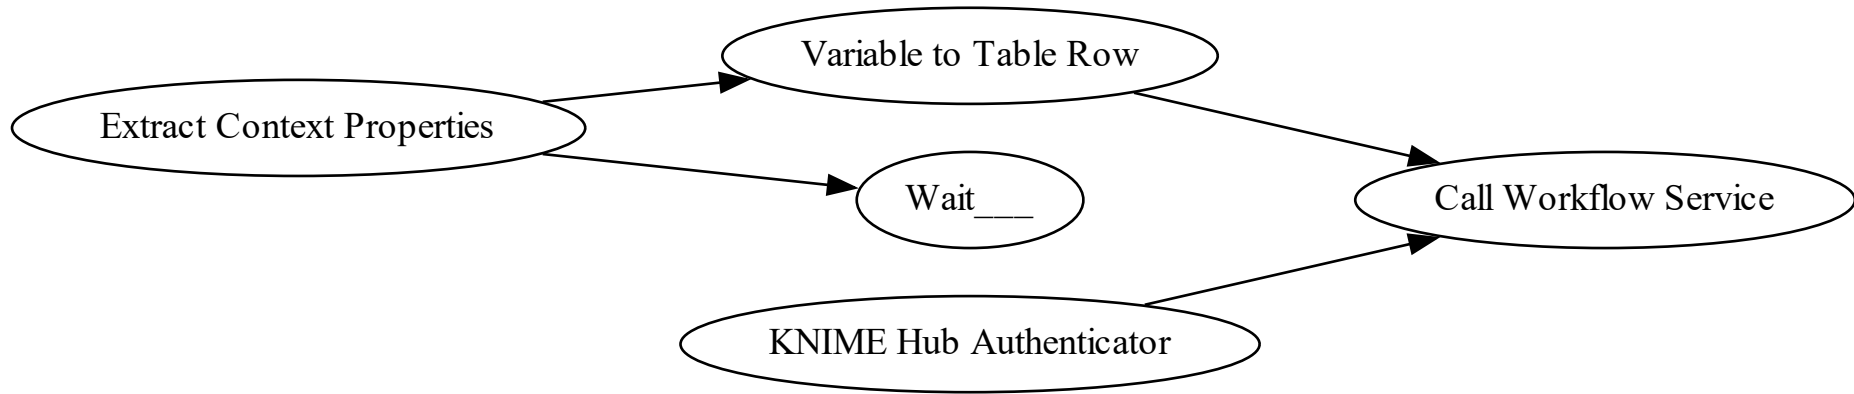 Variable to Table Row
Extract Context Properties
Wait___
Call Workflow Service
KNIME Hub Authenticator